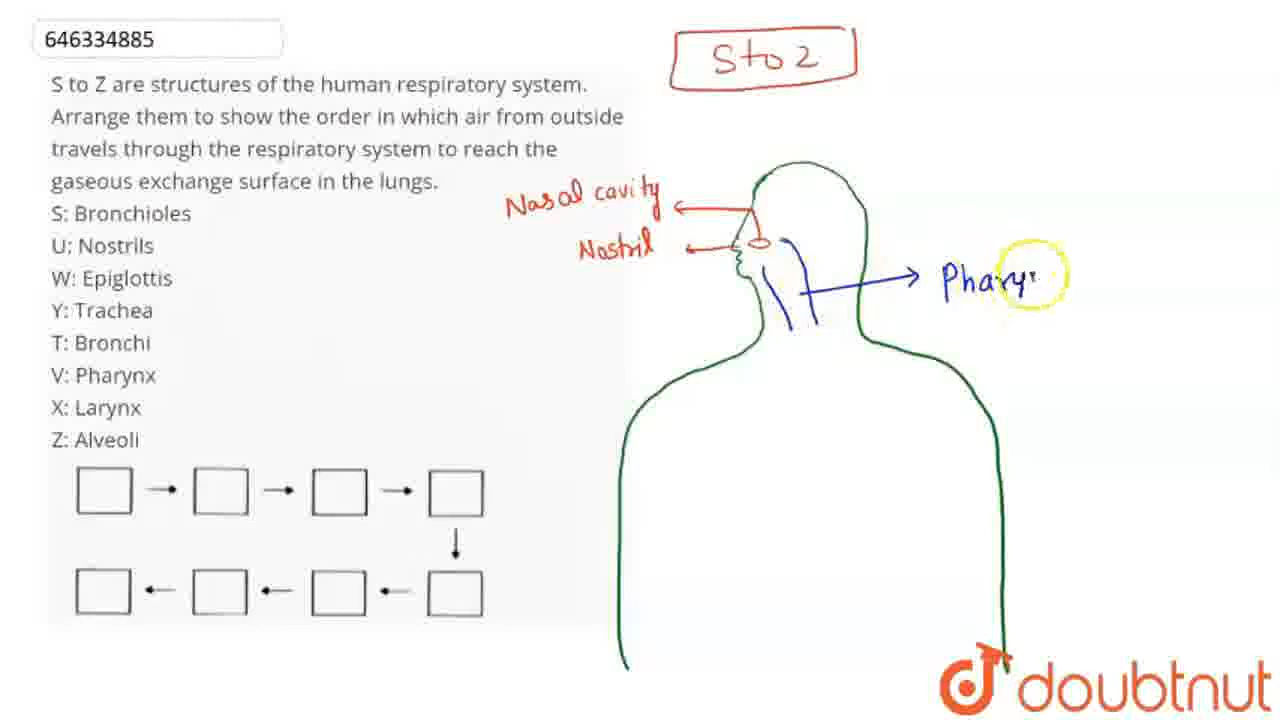 646334885
S to Z are structures of the human respiratory system.
Arrange them to show the order in which air from outside
travels through the respiratory system to reach the
gaseous exchange surface in the lungs.
S: Bronchioles
U: Nostrils
W: Epiglottis
Y: Trachea
T: Bronchi
V: Pharynx
X: Larynx
Z: Alveoli
S to Z
Nasal cavity
Nostril
Phary
doubtnut